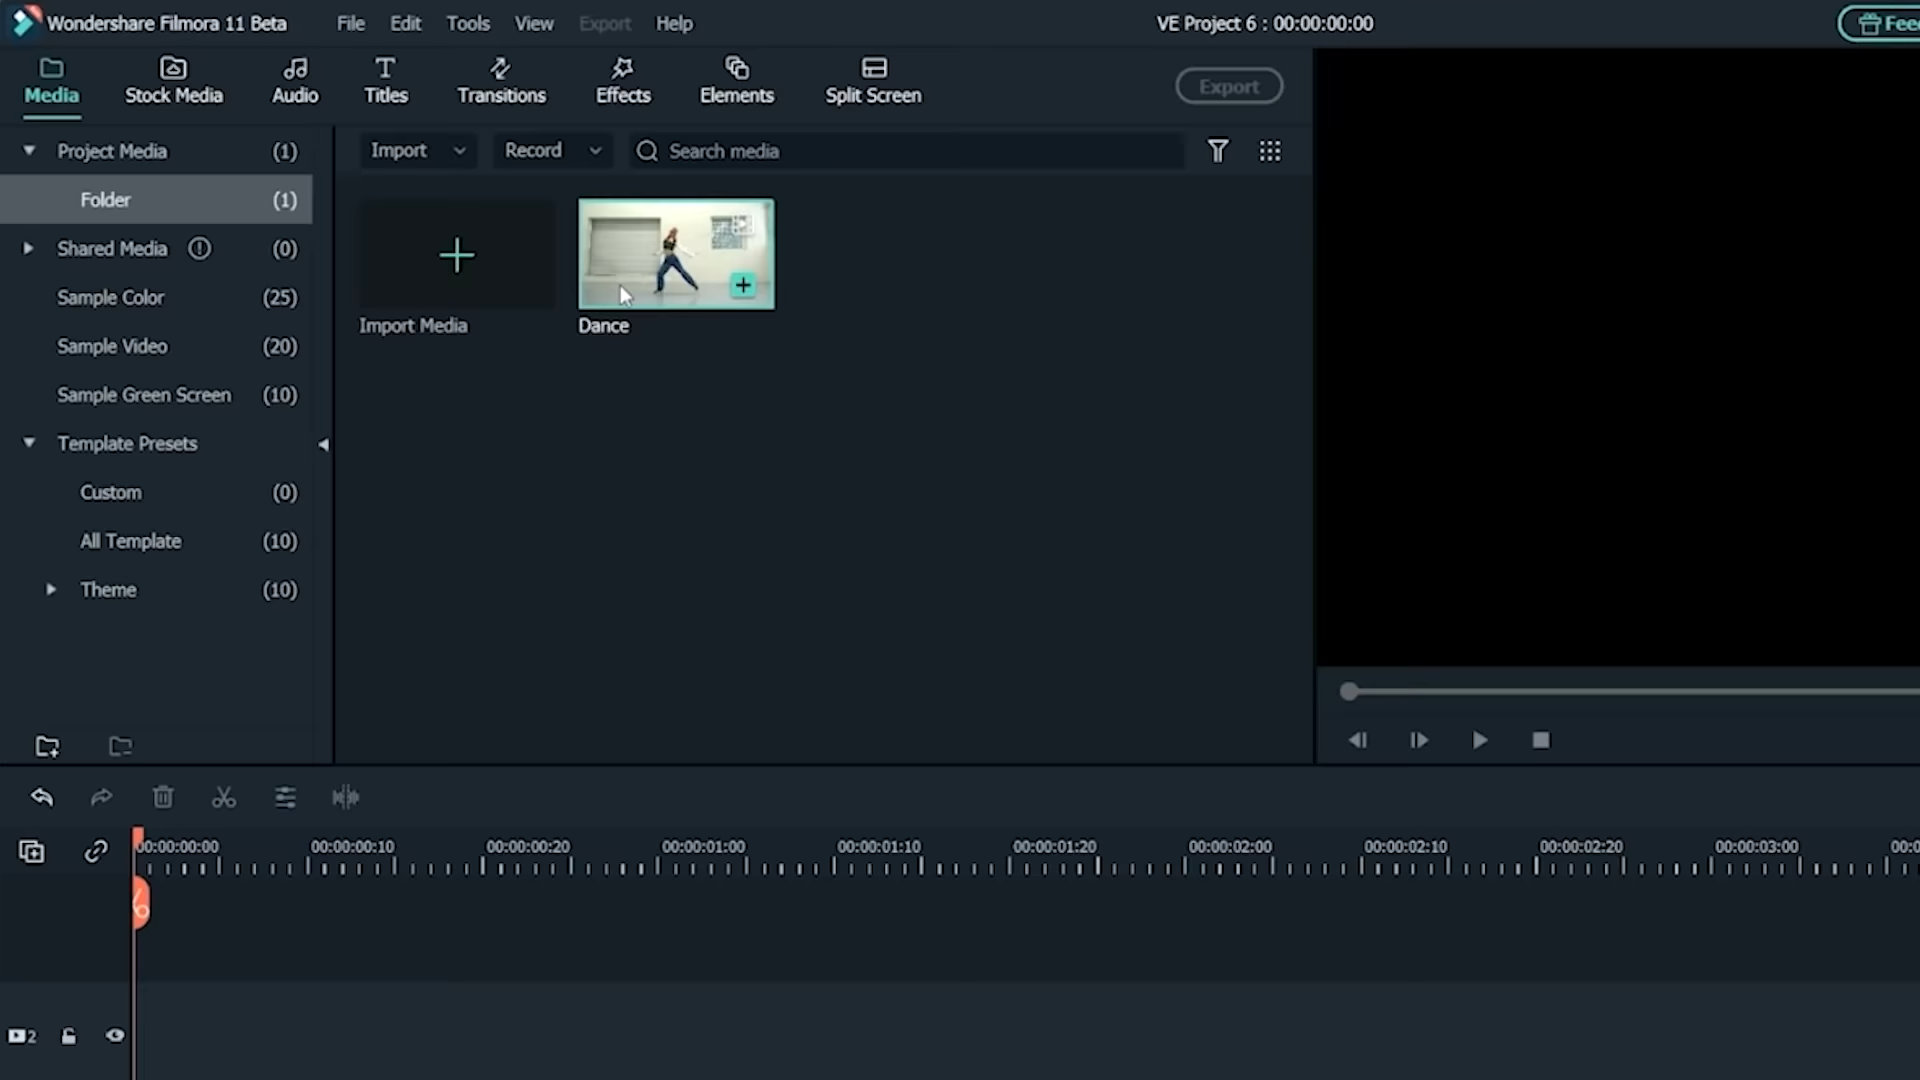 Wondershare Filmora 11 Beta File Edit Tools View Export Help VE Project 6 : 00:00:00:00
Media Stock Media Audio Titles Transitions Effects Elements Split Screen Export
Project Media (1)
Import Record Search media
Folder (1)
Shared Media (0)
Sample Color (25)
Import Media Dance
Sample Video (20)
Sample Green Screen (10)
Template Presets
Custom (0)
All Template (10)
Theme (10)
00:00:00:00 00:00:00:10 00:00:00:20 00:00:01:00 00:00:01:10 00:00:01:20 00:00:02:00 00:00:02:10 00:00:02:20 00:00:03:00
2